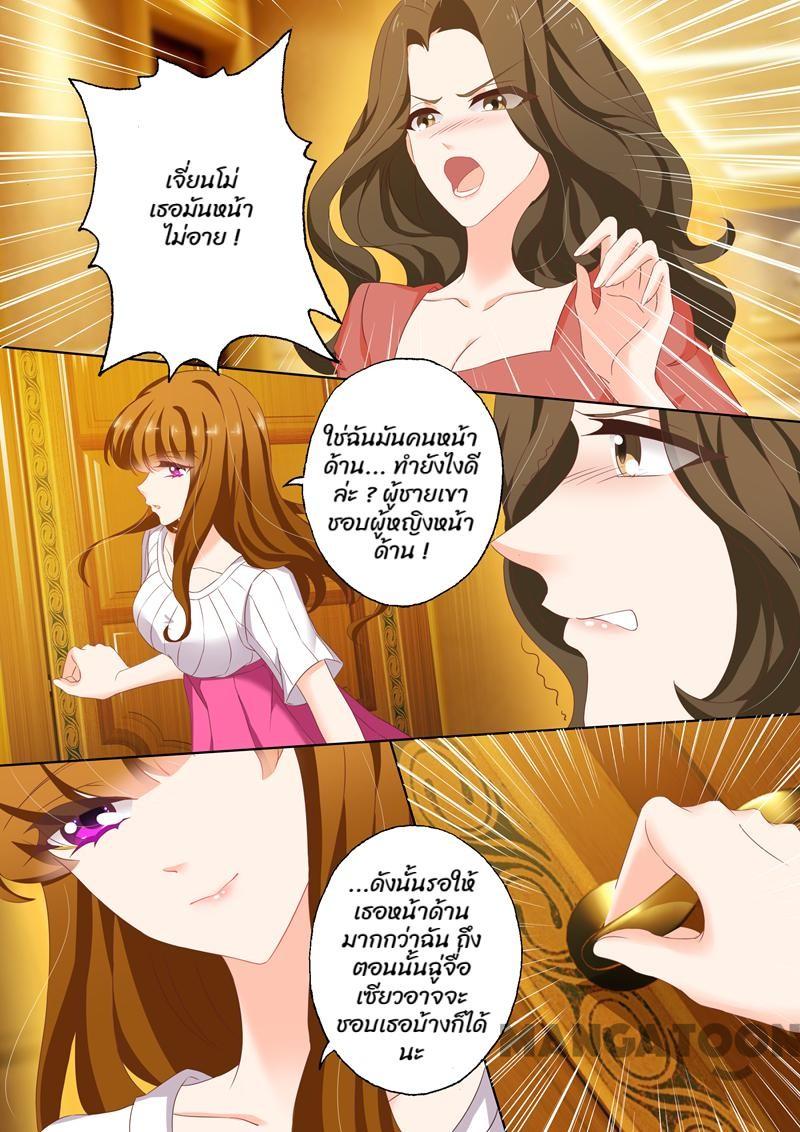 เจี่ยนโม่
เธอมันหน้า
ไม่อาย !
ใช่ฉันมันคนหน้า
ด้าน... ทำยังไงดี
ล่ะ ? ผู้ชายเขา
ชอบผู้หญิงหน้า
ด้าน !
...ดังนั้นรอให้
เธอหน้าด้าน
มากกว่าฉัน ถึง
ตอนนั้นฉู่จื่อ
เซียวอาจจะ
ชอบเธอบ้างก็ได้
นะ
MANGATOON